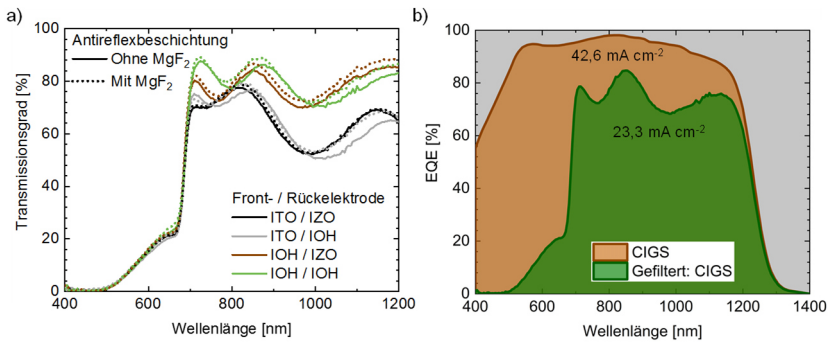 a)
Transmissionsgrad [%]
100
80
60
40
20
0
Antireflexbeschichtung
Ohne MgF₂
Mit MgF₂
Front- / Rückelektrode
ITO / IZO
ITO / IOH
IOH / IZO
IOH / IOH
400 600 800 1000 1200
Wellenlänge [nm]
b)
EQE [%]
100
80
60
40
20
0
42,6 mA cm⁻²
23,3 mA cm⁻²
CIGS
Gefiltert: CIGS
400 600 800 1000 1200 1400
Wellenlänge [nm]